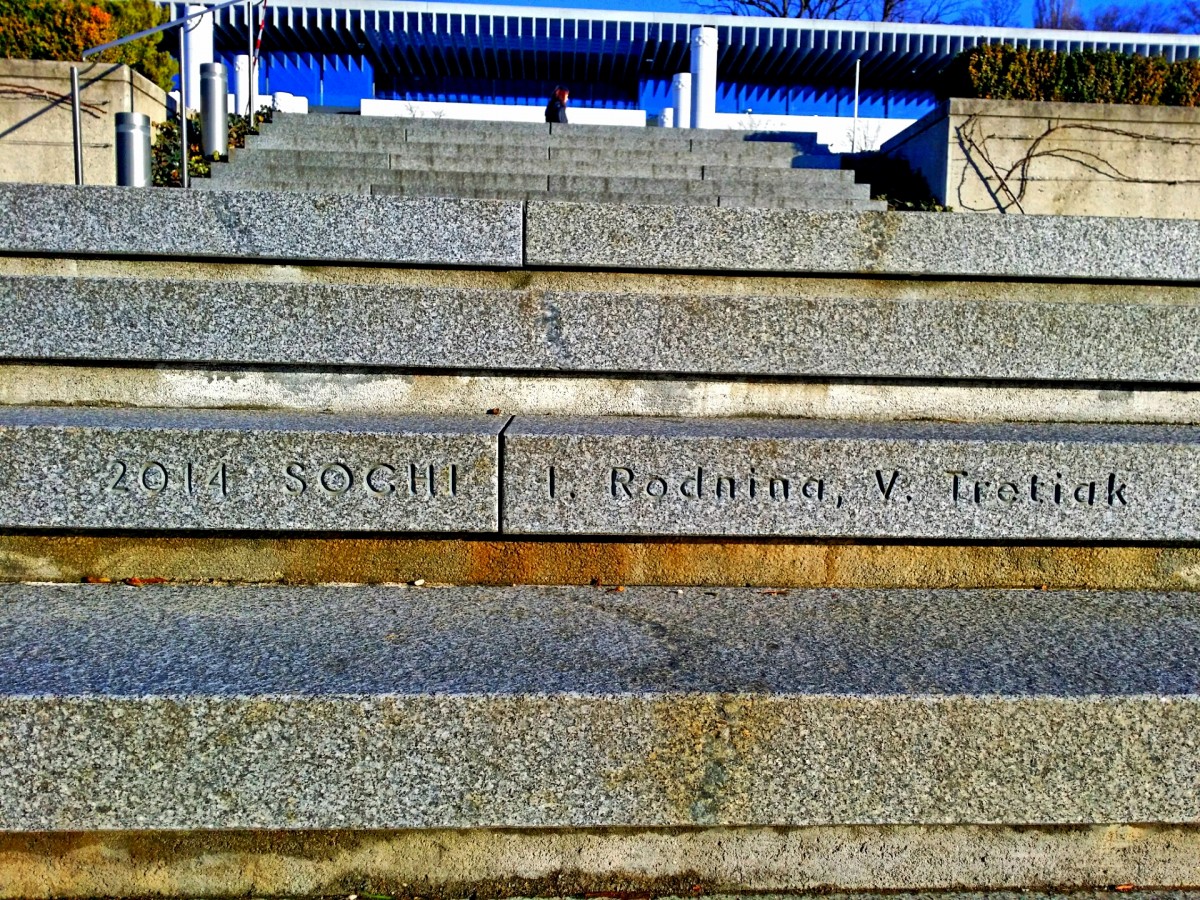 2014 SOCHI I. Rodnina, V. Tretiak